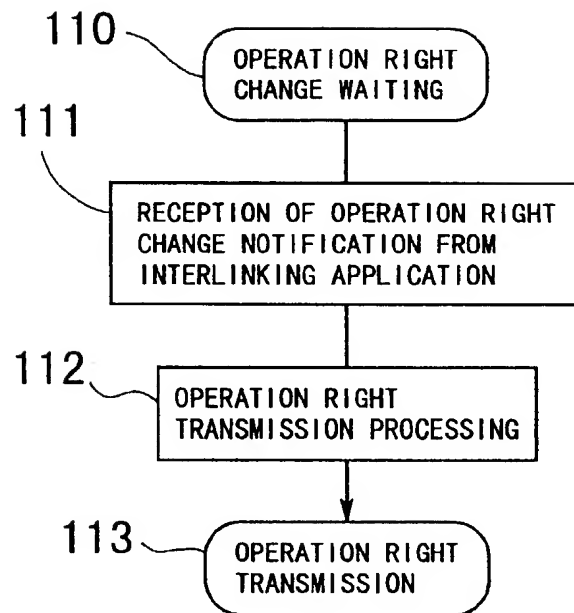 110
OPERATION RIGHT
CHANGE WAITING
111
RECEPTION OF OPERATION RIGHT
CHANGE NOTIFICATION FROM
INTERLINKING APPLICATION
112
OPERATION RIGHT
TRANSMISSION PROCESSING
113
OPERATION RIGHT
TRANSMISSION